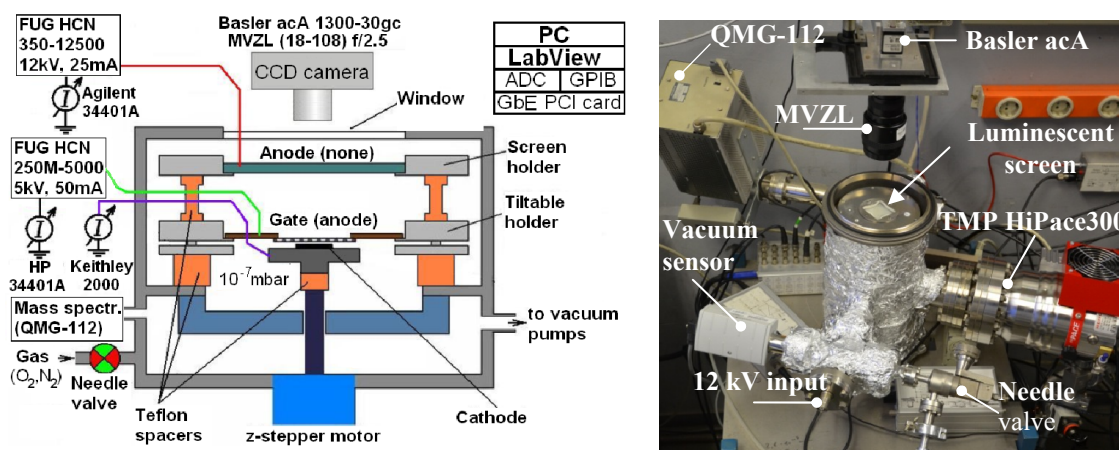 FUG HCN
350-12500
12kV, 25mA
Agilent
34401A
FUG HCN
250M-5000
5kV, 50mA
HP
34401A
Keithley
2000
Mass spectr.
(QMG-112)
Gas
(O2,N2)
Needle
valve
Teflon
spacers
z-stepper motor
Cathode
10-7mbar
Basler acA 1300-30gc
MVZL (18-108) f/2.5
CCD camera
Window
Anode (none)
Gate (anode)
Screen
holder
Tiltable
holder
to vacuum
pumps
PC
LabView
ADC GPIB
GbE PCI card
QMG-112
Basler acA
MVZL
Luminescent
screen
Vacuum
sensor
TMP HiPace300
12 kV input
Needle
valve